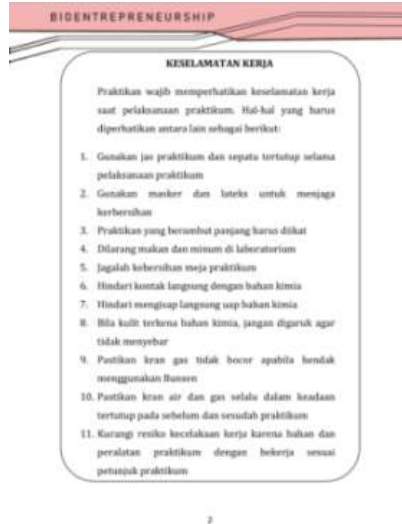 BIOENTREPRENEURSHIP
KESELAMATAN KERJA
Praktikan wajib memperhatikan keselamatan kerja
saat pelaksanaan praktikum. Hal-hal yang harus
diperhatikan antara lain sebagai berikut:
1. Gunakan jas praktikum dan sepatu tertutup selama
pelaksanaan praktikum
2. Gunakan masker dan lateks untuk menjaga
kerbersihan
3. Praktikan yang berambut panjang harus diikat
4. Dilarang makan dan minum di laboratorium
5. Jagalah kebersihan meja praktikum
6. Hindari kontak langsung dengan bahan kimia
7. Hindari mengisap langsung uap bahan kimia
8. Bila kulit terkena bahan kimia, jangan digaruk agar
tidak menyebar
9. Pastikan kran gas tidak bocor apabila hendak
menggunakan Bunsen
10. Pastikan kran air dan gas selalu dalam keadaan
tertutup pada sebelum dan sesudah praktikum
11. Kurangi resiko kecelakaan kerja karena bahan dan
peralatan praktikum dengan bekerja sesuai
petunjuk praktikum
2